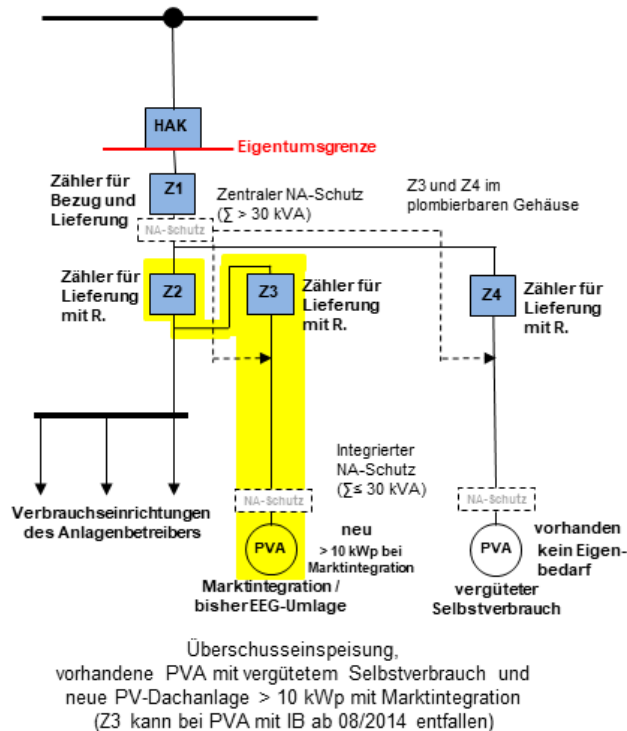 HAK
Eigentumsgrenze
Zähler für
Bezug und
Lieferung
Z1
Zentraler NA-Schutz
(∑ > 30 kVA)
Z3 und Z4 im
plombierbaren Gehäuse
NA-Schutz
Zähler für
Lieferung
mit R.
Z2
Z3
Zähler für
Lieferung
mit R.
Z4
Zähler für
Lieferung
mit R.
Integrierter
NA-Schutz
(∑≤ 30 kVA)
NA-Schutz
NA-Schutz
Verbrauchseinrichtungen
des Anlagenbetreibers
PVA
neu
> 10 kWp bei
Marktintegration
Marktintegration /
bisher EEG-Umlage
PVA
vorhanden
kein Eigen-
bedarf
vergüteter
Selbstverbrauch
Überschusseinspeisung,
vorhandene PVA mit vergütetem Selbstverbrauch und
neue PV-Dachanlage > 10 kWp mit Marktintegration
(Z3 kann bei PVA mit IB ab 08/2014 entfallen)